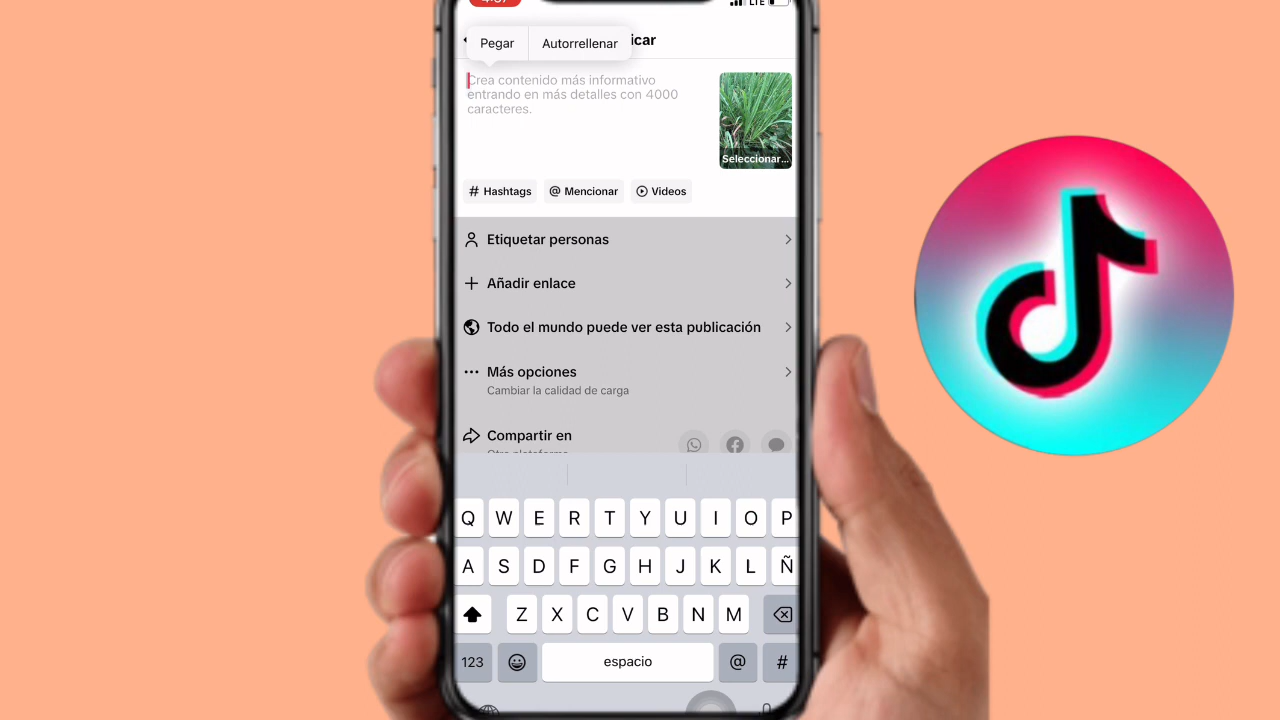 LTE
Pegar
Autorrellenar
icar
Crea contenido más informativo
entrando en más detalles con 4000
caracteres.
Seleccionar...
# Hashtags
@ Mencionar
Videos
Etiquetar personas
Añadir enlace
Todo el mundo puede ver esta publicación
Más opciones
Cambiar la calidad de carga
Compartir en
Q W E R T Y U I O P
A S D F G H J K L Ñ
Z X C V B N M
123
espacio
@
#